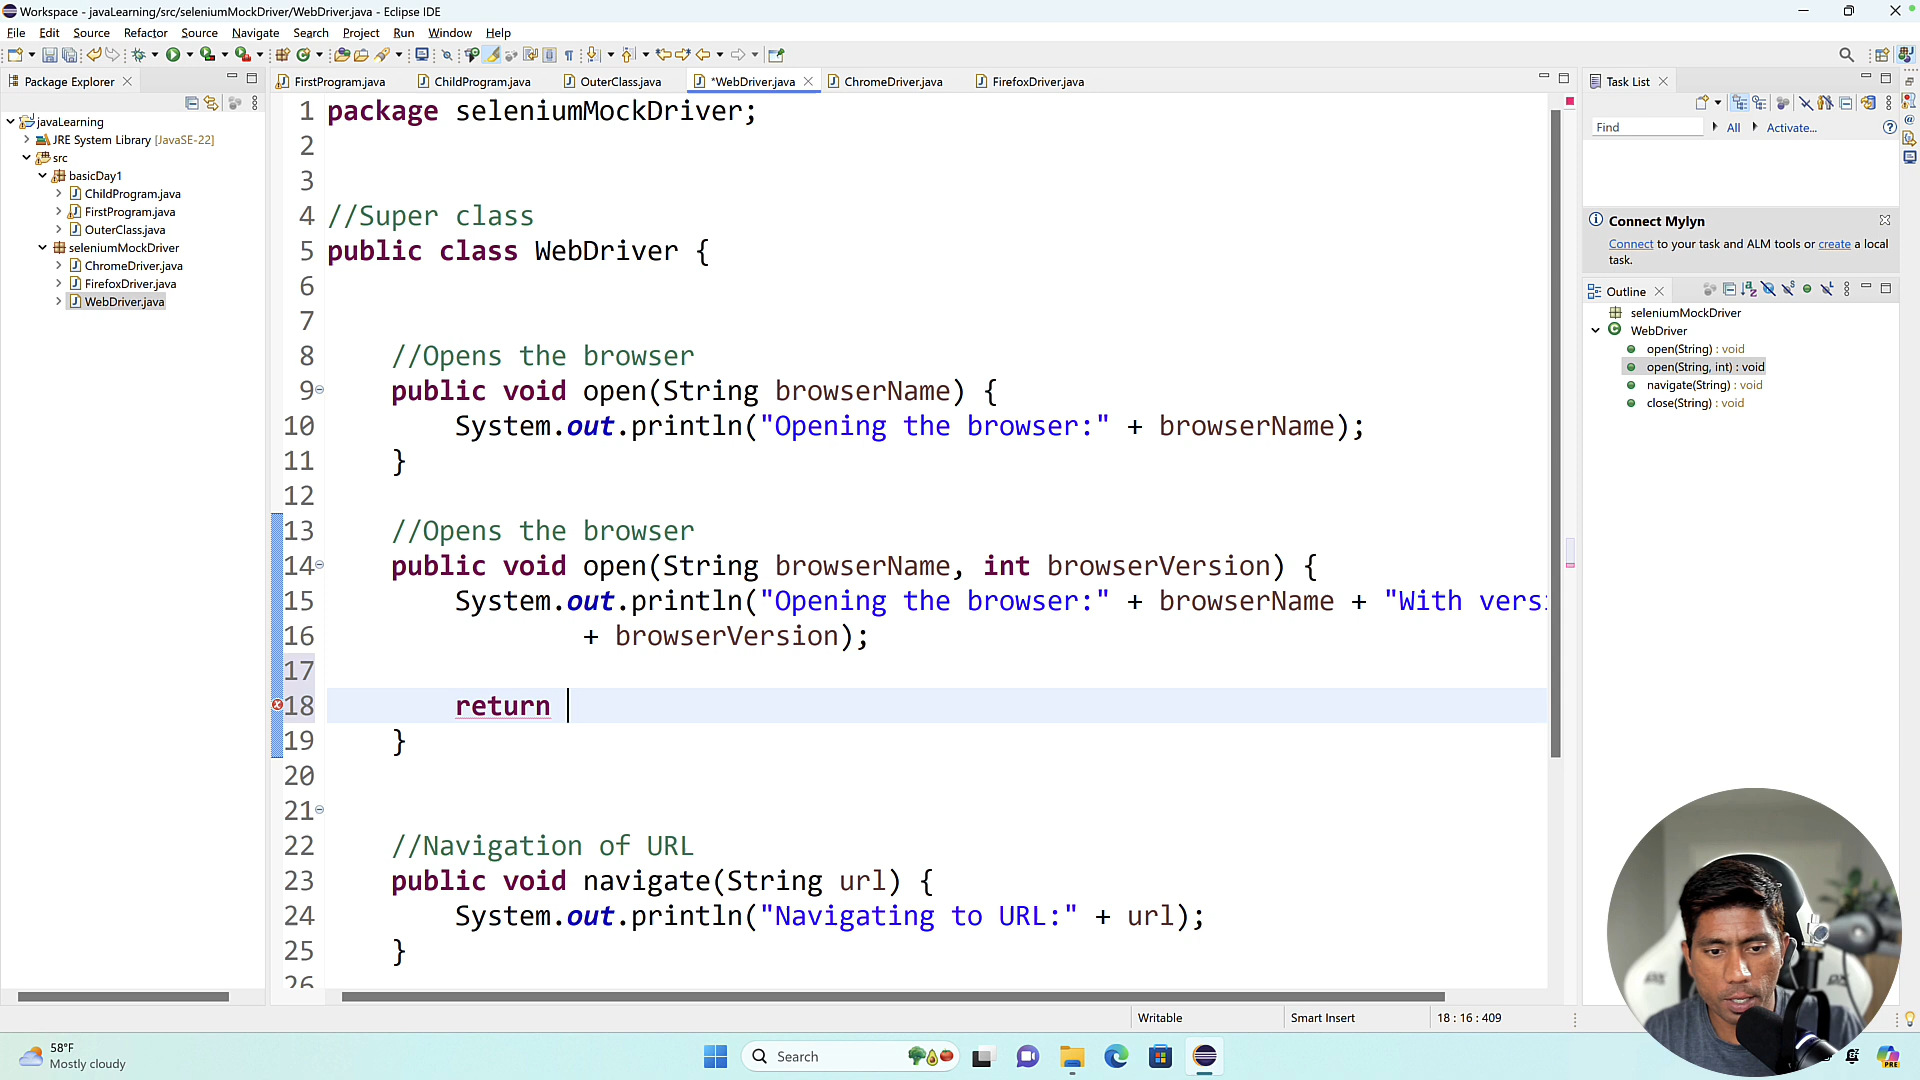 Workspace - javaLearning/src/seleniumMockDriver/WebDriver.java - Eclipse IDE
File Edit Source Refactor Source Navigate Search Project Run Window Help
Package Explorer
javaLearning
JRE System Library [JavaSE-22]
src
basicDay1
ChildProgram.java
FirstProgram.java
OuterClass.java
seleniumMockDriver
ChromeDriver.java
FirefoxDriver.java
WebDriver.java
FirstProgram.java ChildProgram.java OuterClass.java *WebDriver.java ChromeDriver.java FirefoxDriver.java
1 package seleniumMockDriver;
2
3
4 //Super class
5 public class WebDriver {
6
7
8 //Opens the browser
9 public void open(String browserName) {
10 System.out.println("Opening the browser:" + browserName);
11 }
12
13 //Opens the browser
14 public void open(String browserName, int browserVersion) {
15 System.out.println("Opening the browser:" + browserName + "With versi
16 + browserVersion);
17
18 return
19 }
20
21
22 //Navigation of URL
23 public void navigate(String url) {
24 System.out.println("Navigating to URL:" + url);
25 }
26
Task List
Find All Activate...
Connect Mylyn
Connect to your task and ALM tools or create a local
task.
Outline
seleniumMockDriver
WebDriver
open(String) : void
open(String, int) : void
navigate(String) : void
close(String) : void
Writable Smart Insert 18 : 16 : 409
58°F
Mostly cloudy
Search
PRE